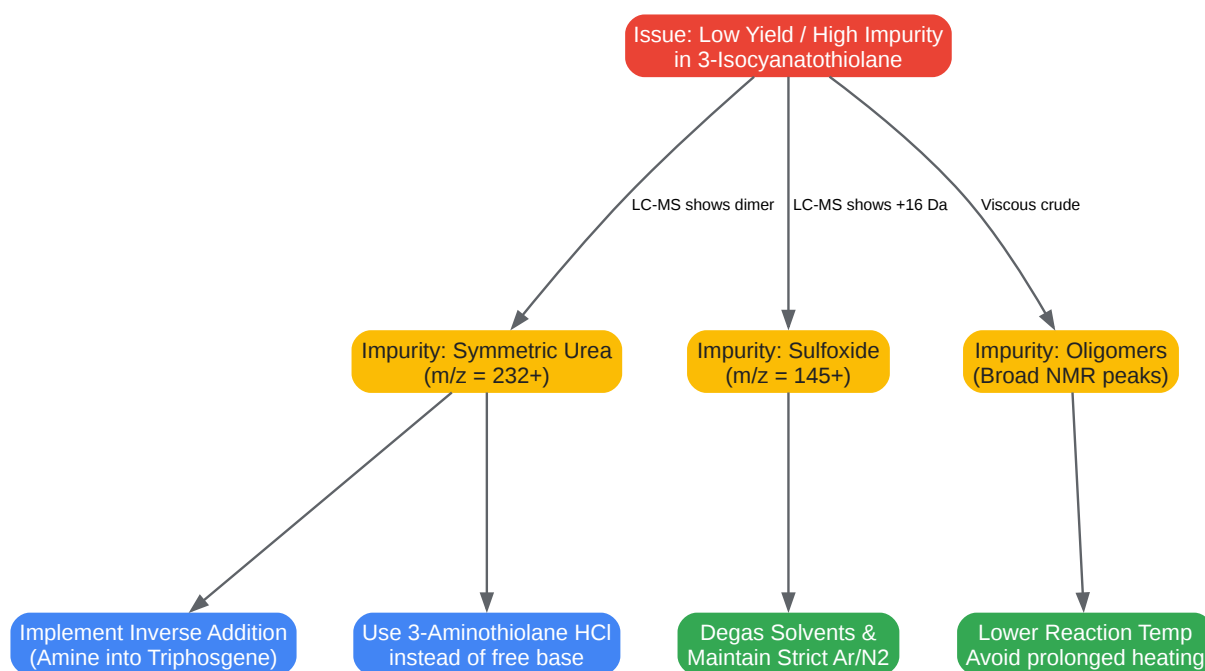 Issue: Low Yield / High Impurity
in 3-Isocyanatothiolane
LC-MS shows dimer
LC-MS shows +16 Da
Viscous crude
Impurity: Symmetric Urea
(m/z = 232+)
Impurity: Sulfoxide
(m/z = 145+)
Impurity: Oligomers
(Broad NMR peaks)
Implement Inverse Addition
(Amine into Triphosgene)
Use 3-Aminothiolane HCl
instead of free base
Degas Solvents &
Maintain Strict Ar/N2
Lower Reaction Temp
Avoid prolonged heating